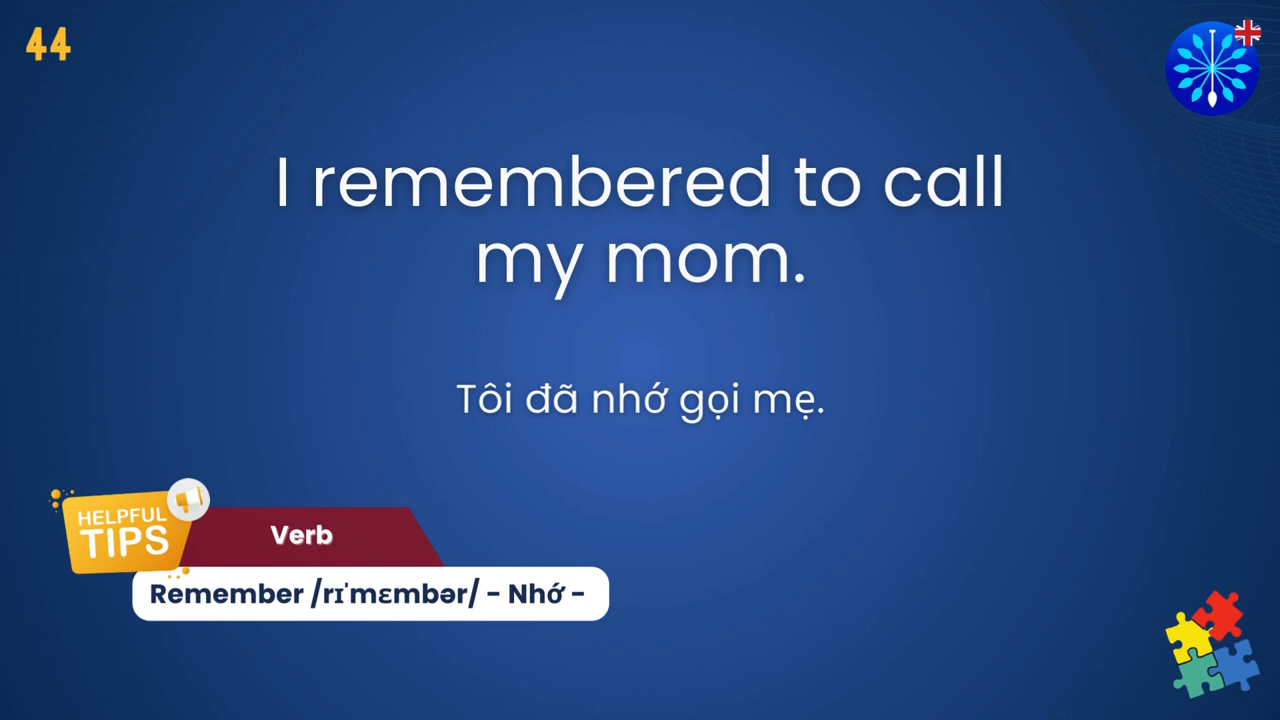 44
I remembered to call
my mom.
Tôi đã nhớ gọi mẹ.
HELPFUL
TIPS
Verb
Remember /rɪˈmɛmbər/ - Nhớ -